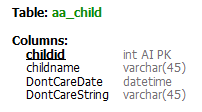 Table: aa_child
Columns:
childid int AI PK
childname varchar(45)
DontCareDate datetime
DontCareString varchar(45)